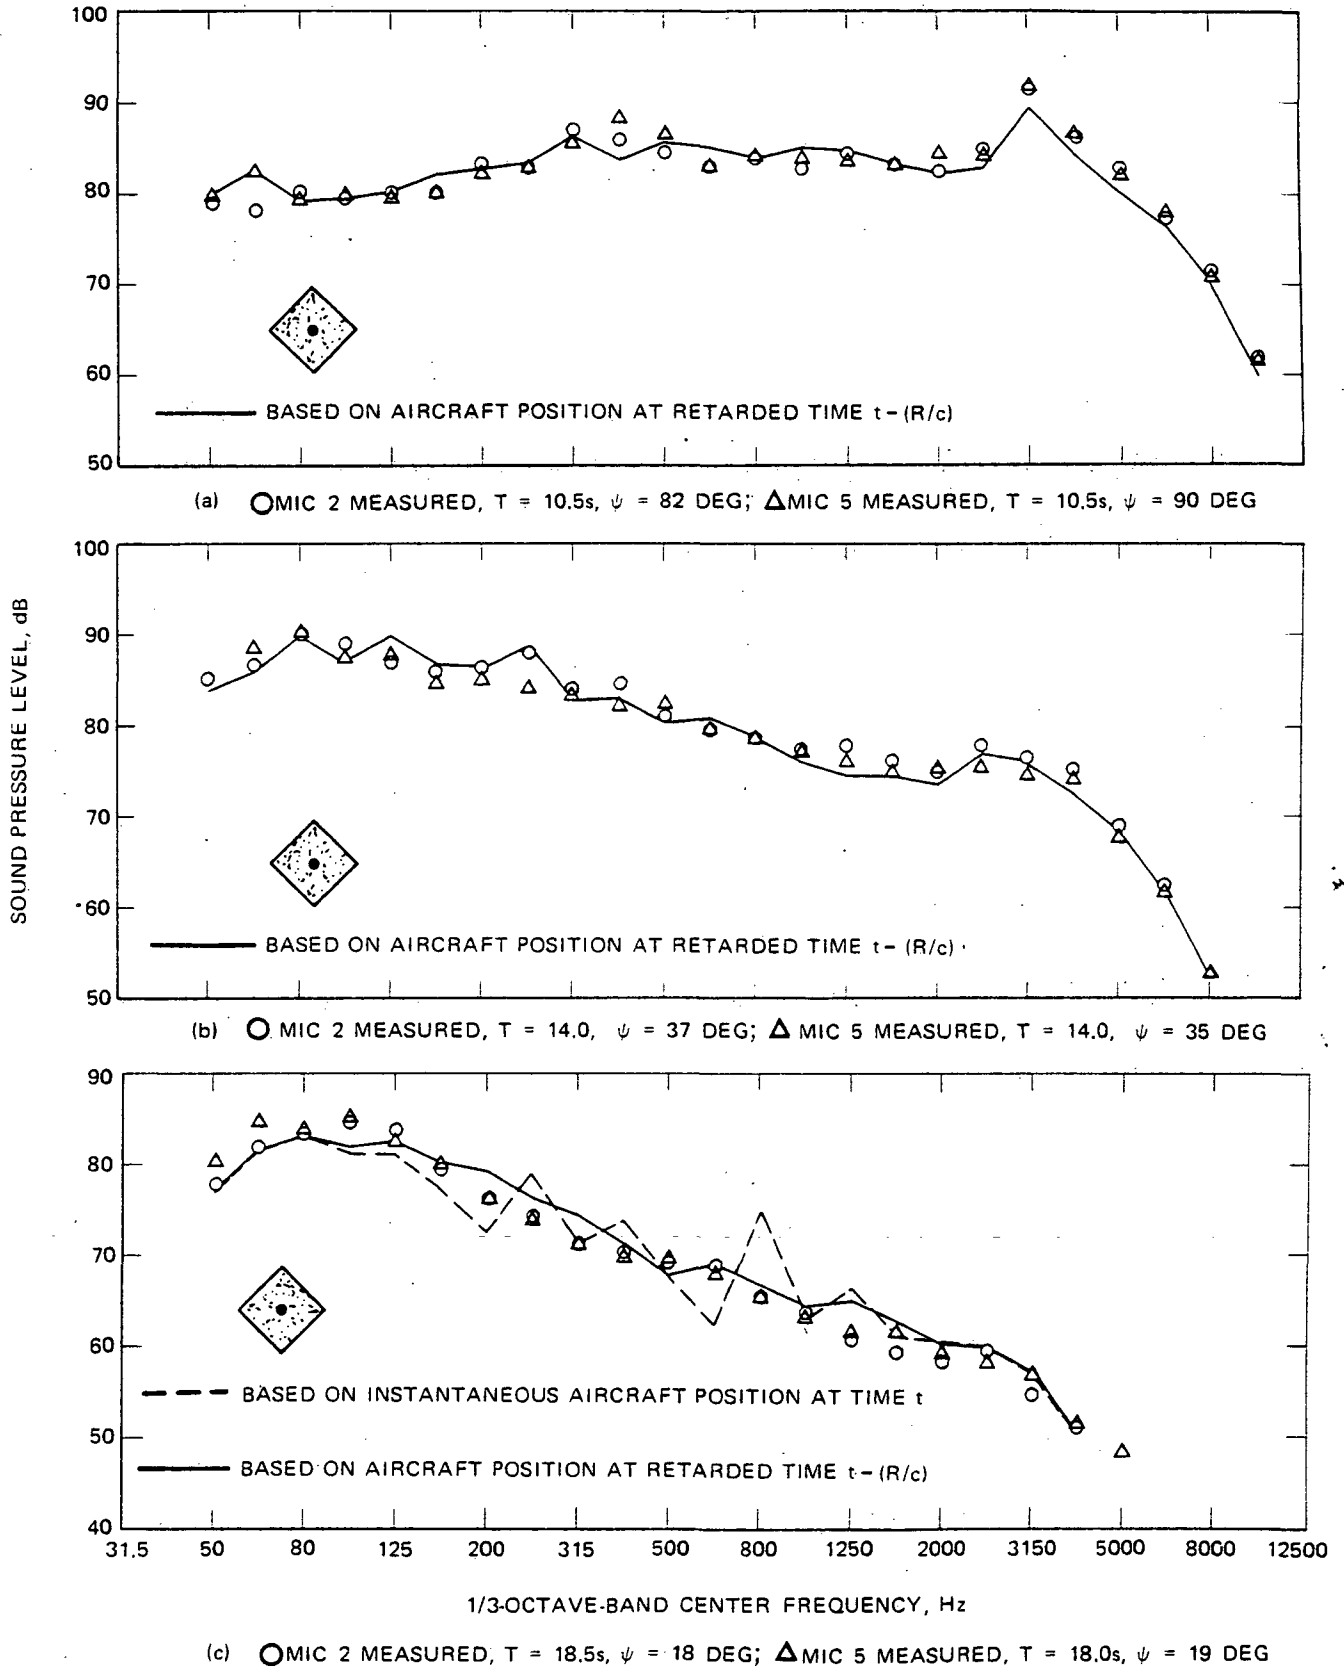 100
90
80
70
60
50
BASED ON AIRCRAFT POSITION AT RETARDED TIME t – (R/c)
(a) MIC 2 MEASURED, T = 10.5s, ψ = 82 DEG; MIC 5 MEASURED, T = 10.5s, ψ = 90 DEG
SOUND PRESSURE LEVEL, dB
100
90
80
70
60
50
BASED ON AIRCRAFT POSITION AT RETARDED TIME t – (R/c)
(b) MIC 2 MEASURED, T = 14.0, ψ = 37 DEG; MIC 5 MEASURED, T = 14.0, ψ = 35 DEG
90
80
70
60
50
40
BASED ON INSTANTANEOUS AIRCRAFT POSITION AT TIME t
BASED ON AIRCRAFT POSITION AT RETARDED TIME t – (R/c)
31.5 50 80 125 200 315 500 800 1250 2000 3150 5000 8000 12500
1/3-OCTAVE-BAND CENTER FREQUENCY, Hz
(c) MIC 2 MEASURED, T = 18.5s, ψ = 18 DEG; MIC 5 MEASURED, T = 18.0s, ψ = 19 DEG